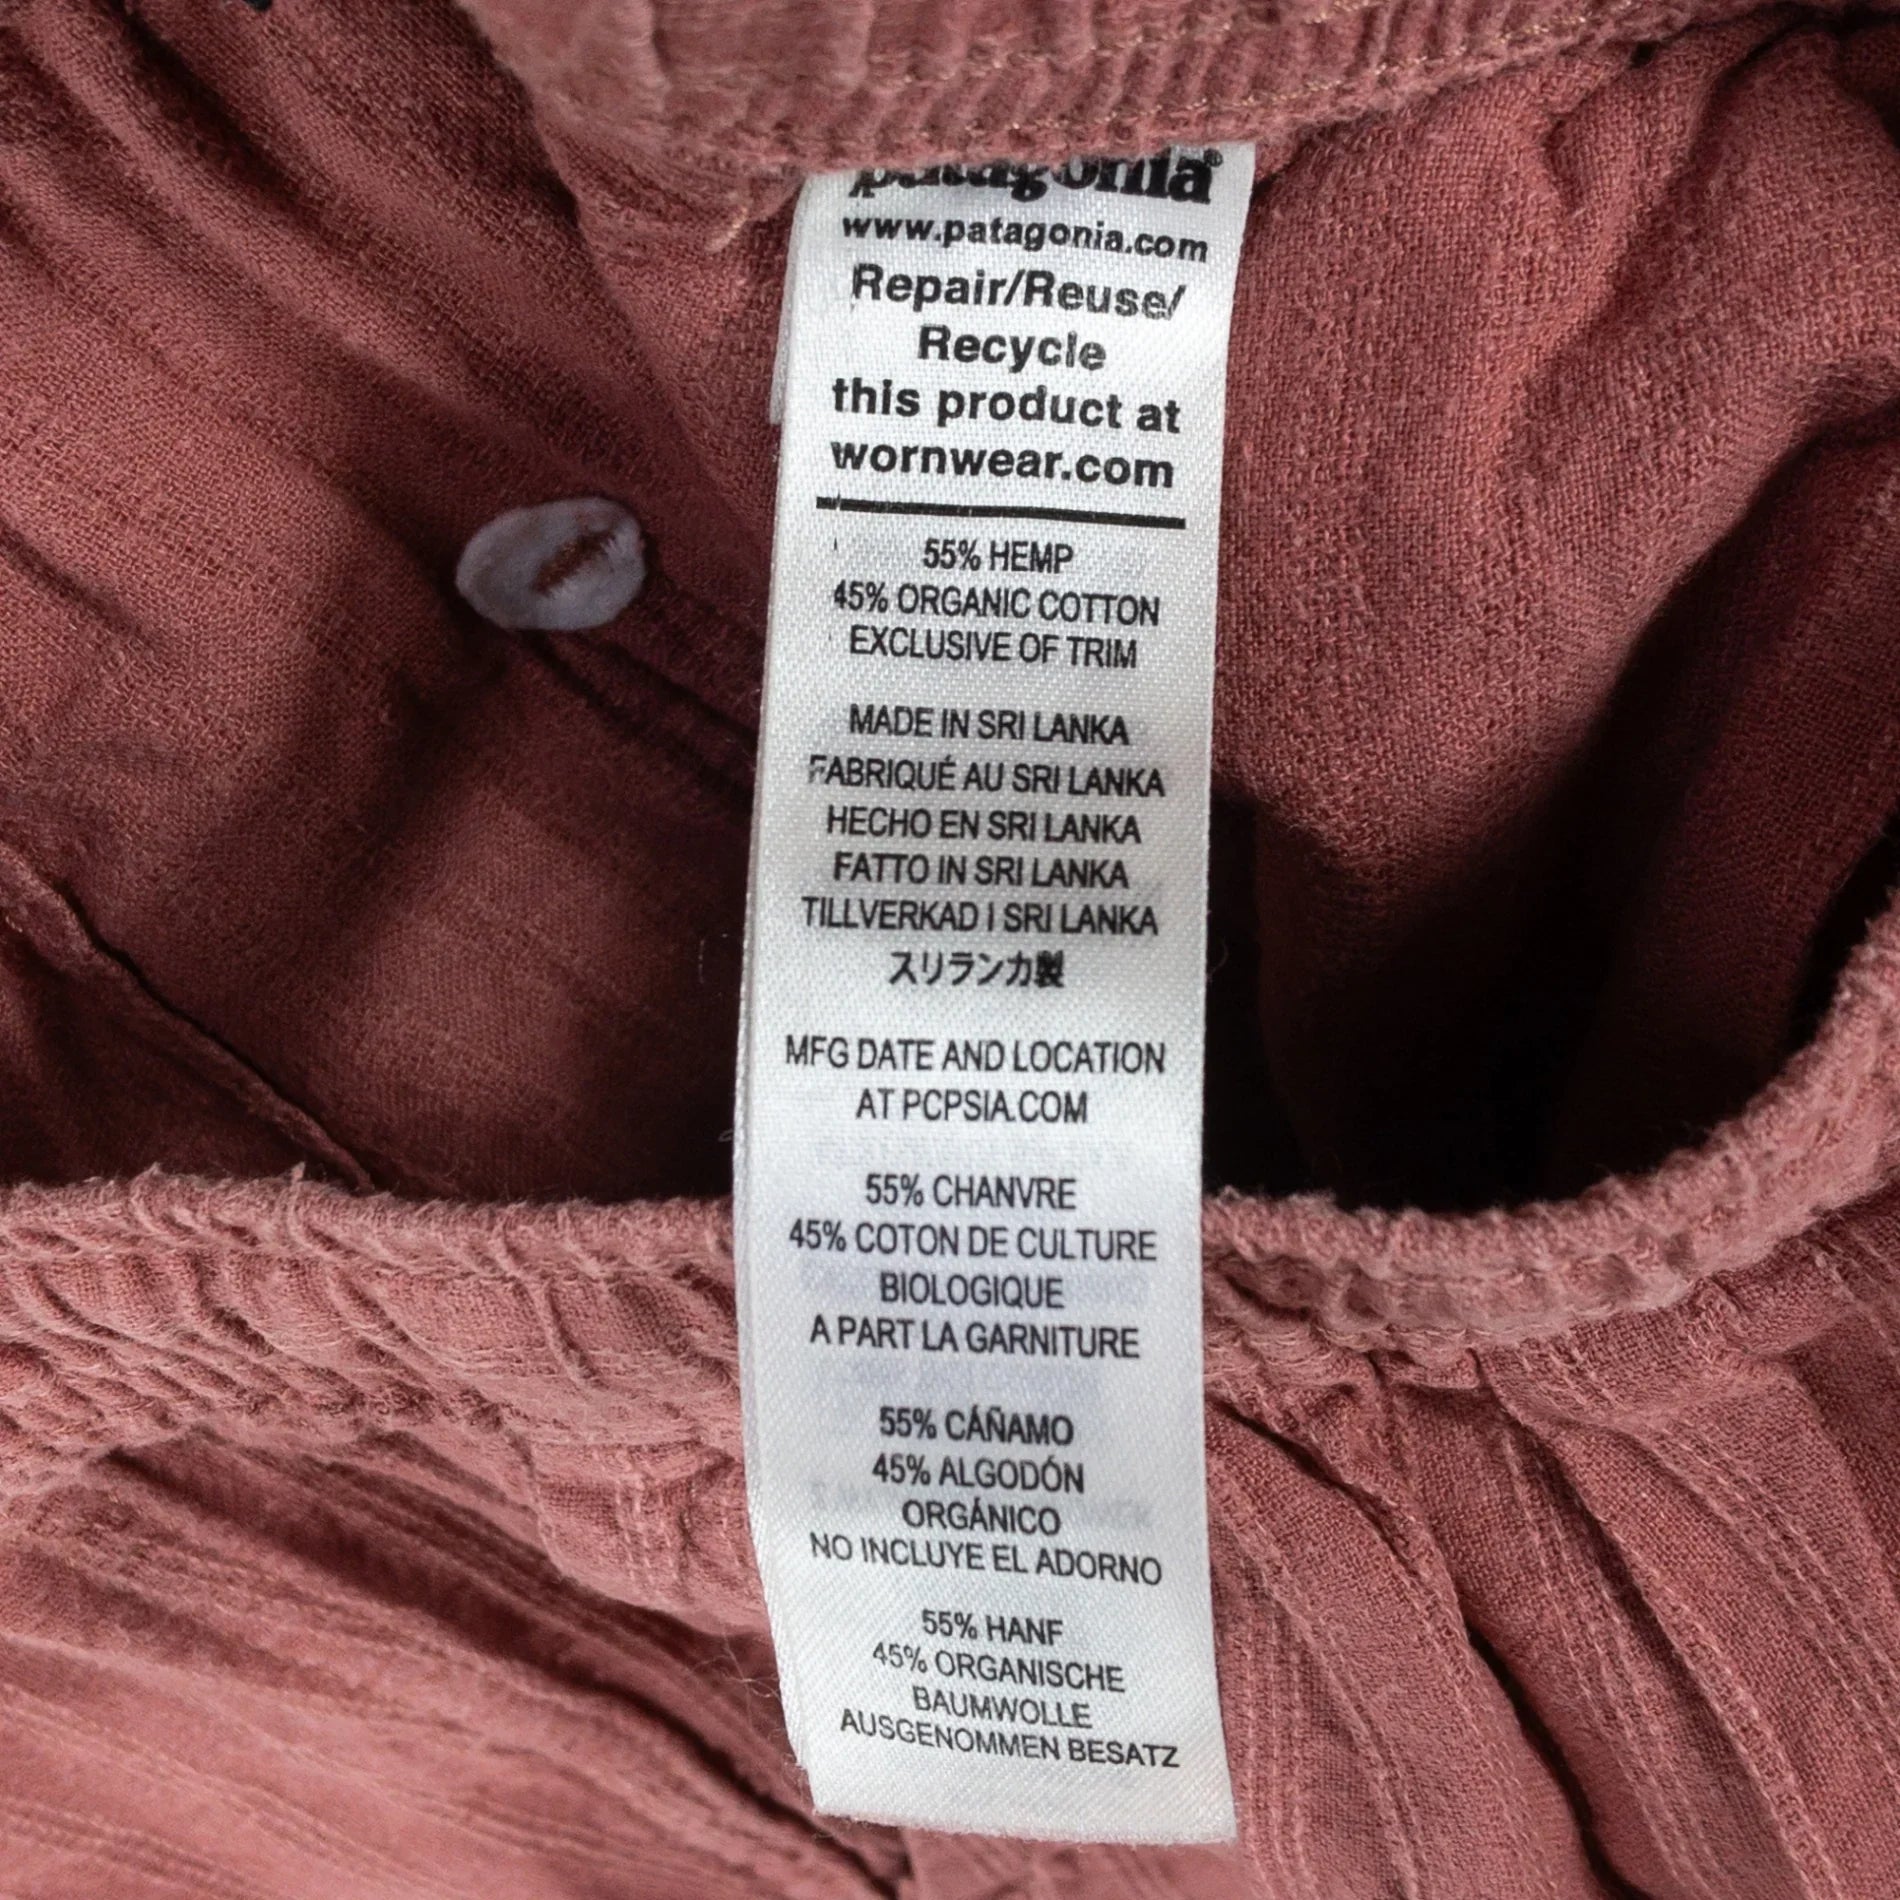 patagonia®
www.patagonia.com
Repair/Reuse/
Recycle
this product at
wornwear.com
55% HEMP
45% ORGANIC COTTON
EXCLUSIVE OF TRIM
MADE IN SRI LANKA
FABRIQUÉ AU SRI LANKA
HECHO EN SRI LANKA
FATTO IN SRI LANKA
TILLVERKAD I SRI LANKA
スリランカ製
MFG DATE AND LOCATION
AT PCPSIA.COM
55% CHANVRE
45% COTON DE CULTURE
BIOLOGIQUE
A PART LA GARNITURE
55% CÁÑAMO
45% ALGODÓN
ORGÁNICO
NO INCLUYE EL ADORNO
55% HANF
45% ORGANISCHE
BAUMWOLLE
AUSGENOMMEN BESATZ